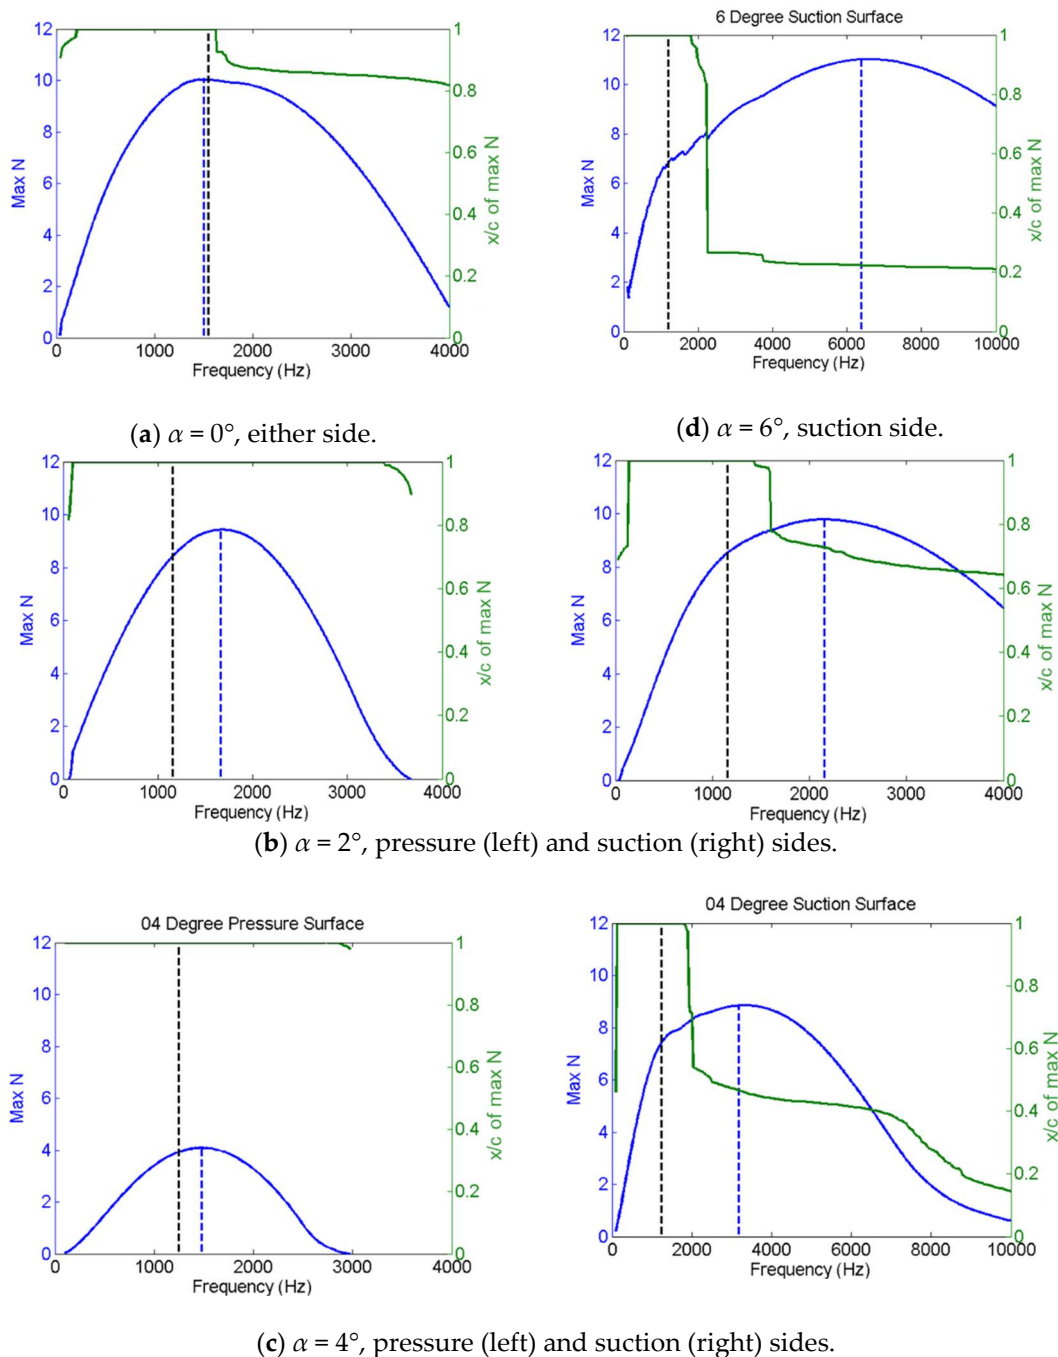 12
10
8
6
4
2
0
Max N
1
0.8
0.6
0.4
0.2
0
x/c of max N
0 1000 2000 3000 4000
Frequency (Hz)
(a) α = 0°, either side.
6 Degree Suction Surface
12
10
8
6
4
2
0
Max N
1
0.8
0.6
0.4
0.2
0
x/c of max N
0 2000 4000 6000 8000 10000
Frequency (Hz)
(d) α = 6°, suction side.
12
10
8
6
4
2
0
Max N
1
0.8
0.6
0.4
0.2
0
x/c of max N
0 1000 2000 3000 4000
Frequency (Hz)
12
10
8
6
4
2
0
Max N
1
0.8
0.6
0.4
0.2
0
x/c of max N
0 1000 2000 3000 4000
Frequency (Hz)
(b) α = 2°, pressure (left) and suction (right) sides.
04 Degree Pressure Surface
12
10
8
6
4
2
0
Max N
1
0.8
0.6
0.4
0.2
0
x/c of max N
0 1000 2000 3000 4000
Frequency (Hz)
04 Degree Suction Surface
12
10
8
6
4
2
0
Max N
1
0.8
0.6
0.4
0.2
0
x/c of max N
0 2000 4000 6000 8000 10000
Frequency (Hz)
(c) α = 4°, pressure (left) and suction (right) sides.